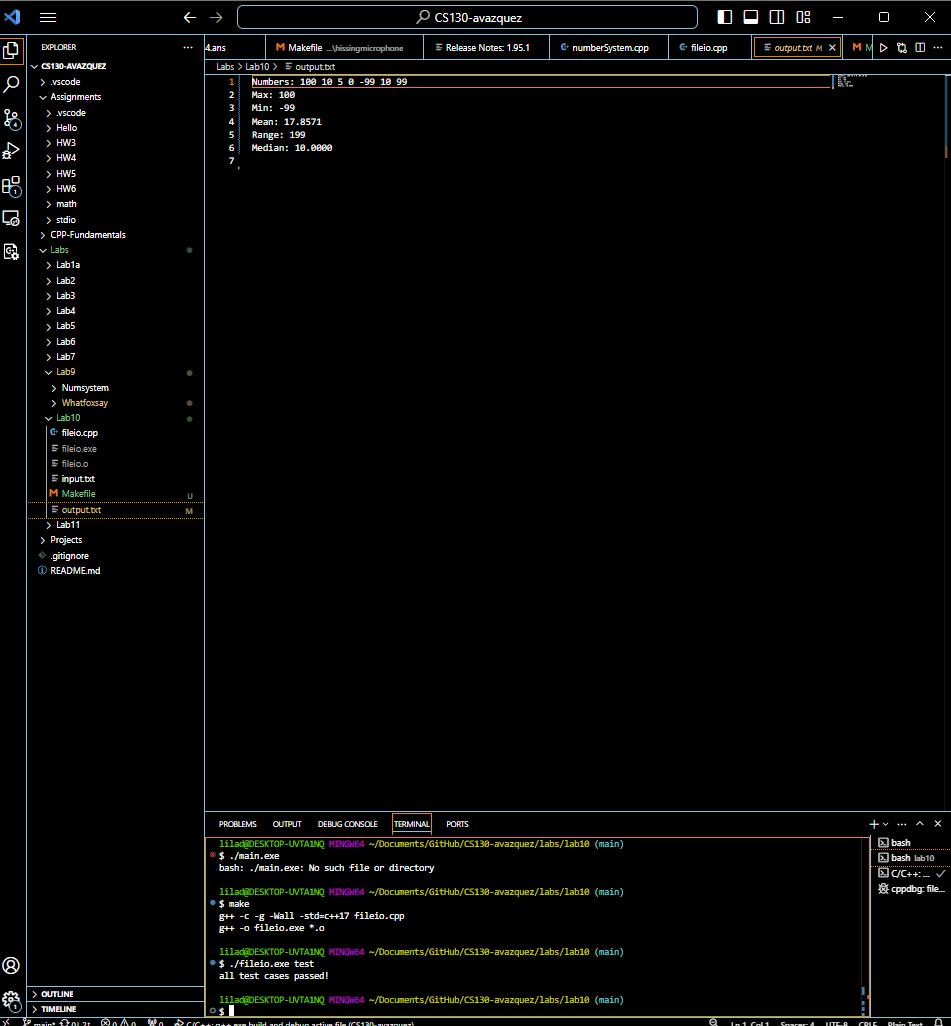 CS130-avazquez
EXPLORER
4.ans
Makefile ...\hissingmicrophone
Release Notes: 1.95.1
numberSystem.cpp
fileio.cpp
output.txt M
M
CS130-AVAZQUEZ
.vscode
Assignments
.vscode
Hello
HW3
HW4
HW5
HW6
math
stdio
CPP-Fundamentals
Labs
Lab1a
Lab2
Lab3
Lab4
Lab5
Lab6
Lab7
Lab9
Numsystem
Whatfoxsay
Lab10
fileio.cpp
fileio.exe
fileio.o
input.txt
Makefile U
output.txt M
Lab11
Projects
.gitignore
README.md
OUTLINE
TIMELINE
Labs > Lab10 > output.txt
1 Numbers: 100 10 5 0 -99 10 99
2 Max: 100
3 Min: -99
4 Mean: 17.8571
5 Range: 199
6 Median: 10.0000
7
PROBLEMS OUTPUT DEBUG CONSOLE TERMINAL PORTS
lilad@DESKTOP-UVTA1NQ MINGW64 ~/Documents/GitHub/CS130-avazquez/labs/lab10 (main)
$ ./main.exe
bash: ./main.exe: No such file or directory
lilad@DESKTOP-UVTA1NQ MINGW64 ~/Documents/GitHub/CS130-avazquez/labs/lab10 (main)
$ make
g++ -c -g -Wall -std=c++17 fileio.cpp
g++ -o fileio.exe *.o
lilad@DESKTOP-UVTA1NQ MINGW64 ~/Documents/GitHub/CS130-avazquez/labs/lab10 (main)
$ ./fileio.exe test
all test cases passed!
lilad@DESKTOP-UVTA1NQ MINGW64 ~/Documents/GitHub/CS130-avazquez/labs/lab10 (main)
$
bash
bash lab10
C/C++: ...
cppdbg: file...
main*
C/C++: g++.exe build and debug active file (CS130-avazquez)
Ln 1, Col 1
Spaces: 4
UTF-8
CRLF
Plain Text